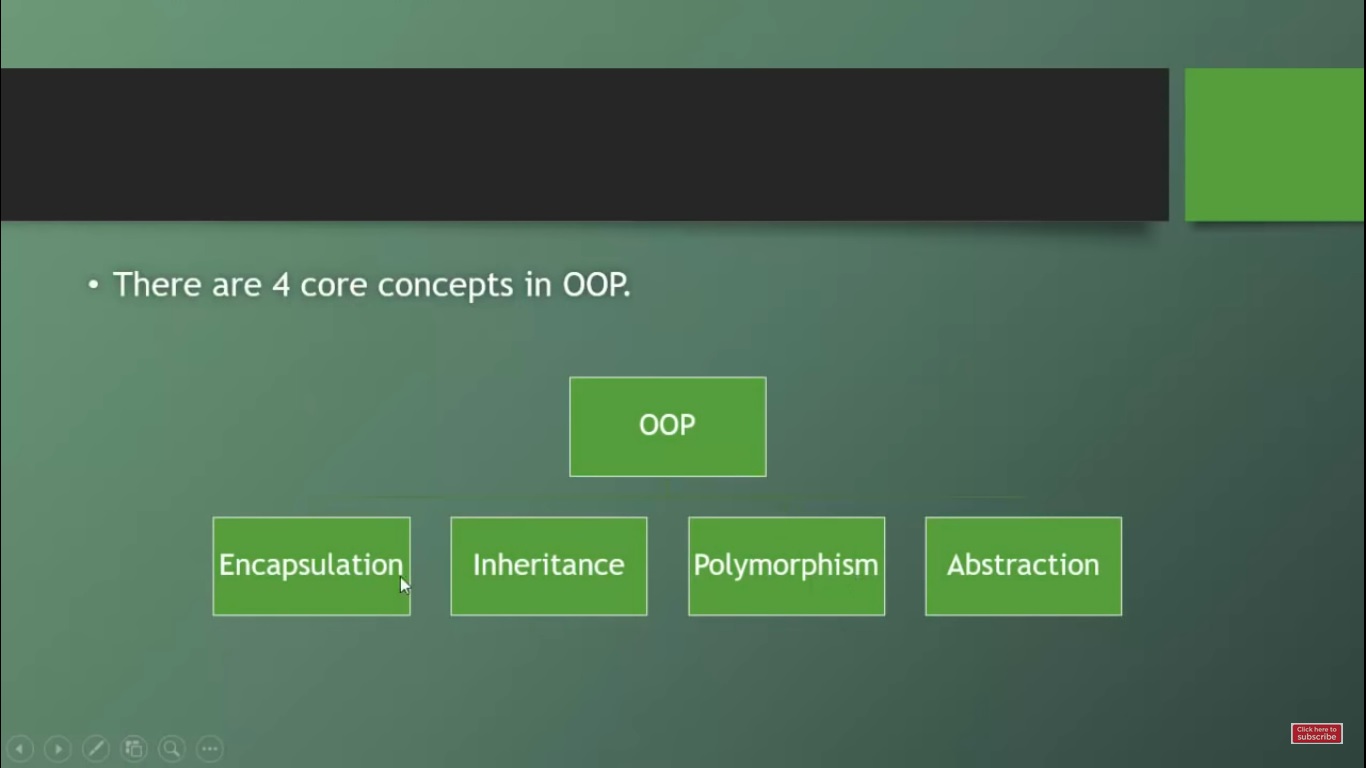 • There are 4 core concepts in OOP.
OOP
Encapsulation
Inheritance
Polymorphism
Abstraction
Click here to
subscribe